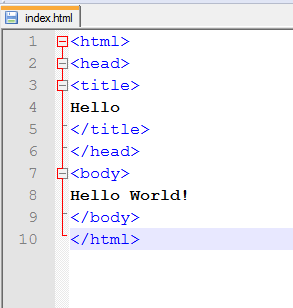 index.html
1 <html>
2 <head>
3 <title>
4 Hello
5 </title>
6 </head>
7 <body>
8 Hello World!
9 </body>
10 </html>